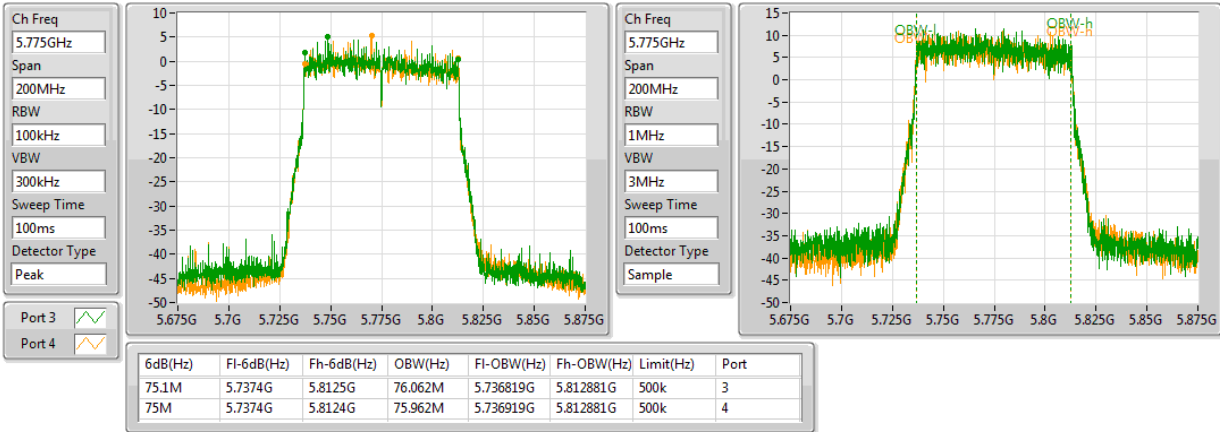 Ch Freq
5.775GHz
Span
200MHz
RBW
100kHz
VBW
300kHz
Sweep Time
100ms
Detector Type
Peak
Port 3
Port 4
10
5
0
-5
-10
-15
-20
-25
-30
-35
-40
-45
-50
5.675G 5.7G 5.725G 5.75G 5.775G 5.8G 5.825G 5.85G 5.875G
Ch Freq
5.775GHz
Span
200MHz
RBW
1MHz
VBW
3MHz
Sweep Time
100ms
Detector Type
Sample
15
10
5
0
-5
-10
-15
-20
-25
-30
-35
-40
-45
-50
OBW-l OBW-h
OBW-h
5.675G 5.7G 5.725G 5.75G 5.775G 5.8G 5.825G 5.85G 5.875G
6dB(Hz) Fl-6dB(Hz) Fh-6dB(Hz) OBW(Hz) Fl-OBW(Hz) Fh-OBW(Hz) Limit(Hz) Port
75.1M 5.7374G 5.8125G 76.062M 5.736819G 5.812881G 500k 3
75M 5.7374G 5.8124G 75.962M 5.736919G 5.812881G 500k 4